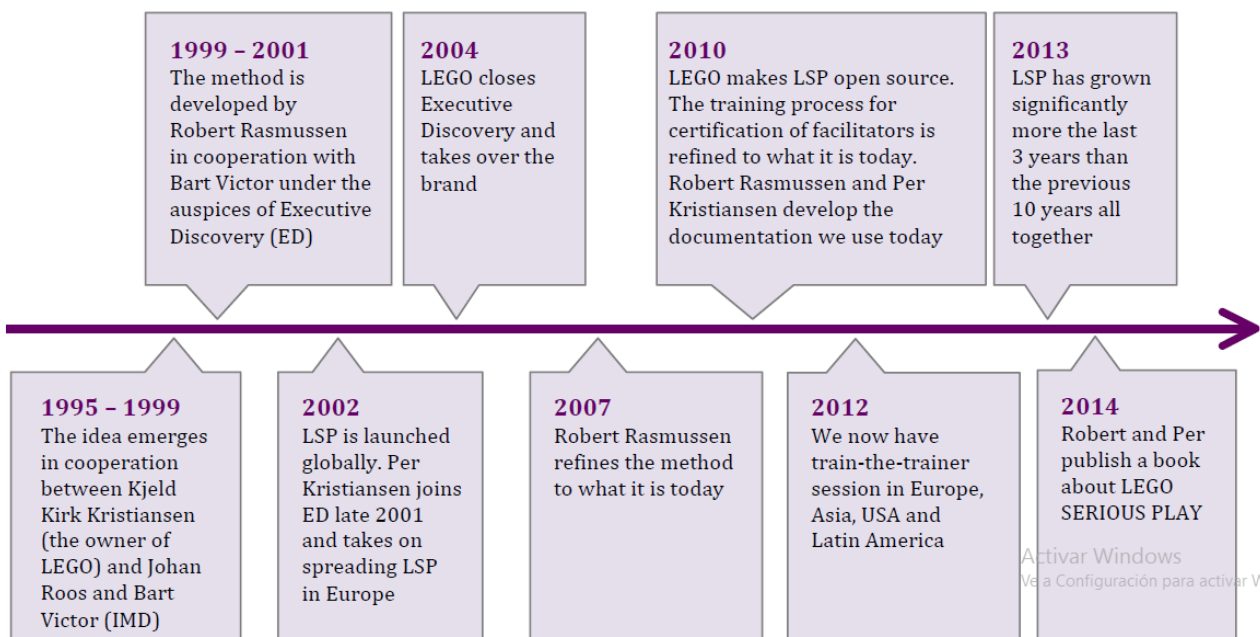 1999 – 2001
The method is
developed by
Robert Rasmussen
in cooperation with
Bart Victor under the
auspices of Executive
Discovery (ED)
2004
LEGO closes
Executive
Discovery and
takes over the
brand
2010
LEGO makes LSP open source.
The training process for
certification of facilitators is
refined to what it is today.
Robert Rasmussen and Per
Kristiansen develop the
documentation we use today
2013
LSP has grown
significantly
more the last
3 years than
the previous
10 years all
together
1995 – 1999
The idea emerges
in cooperation
between Kjeld
Kirk Kristiansen
(the owner of
LEGO) and Johan
Roos and Bart
Victor (IMD)
2002
LSP is launched
globally. Per
Kristiansen joins
ED late 2001
and takes on
spreading LSP
in Europe
2007
Robert Rasmussen
refines the method
to what it is today
2012
We now have
train-the-trainer
session in Europe,
Asia, USA and
Latin America
2014
Robert and Per
publish a book
about LEGO
SERIOUS PLAY
Activar Windows
Ve a Configuración para activar W